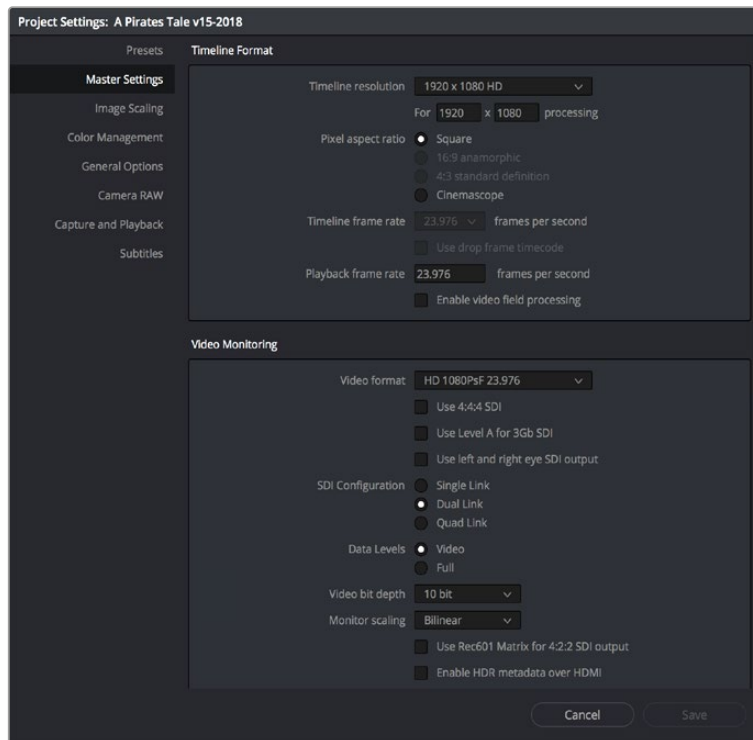 Project Settings: A Pirates Tale v15-2018
Presets
Master Settings
Image Scaling
Color Management
General Options
Camera RAW
Capture and Playback
Subtitles
Timeline Format
Timeline resolution 1920 x 1080 HD
For 1920 x 1080 processing
Pixel aspect ratio Square
16:9 anamorphic
4:3 standard definition
Cinemascope
Timeline frame rate 23.976 frames per second
Use drop frame timecode
Playback frame rate 23.976 frames per second
Enable video field processing
Video Monitoring
Video format HD 1080PsF 23.976
Use 4:4:4 SDI
Use Level A for 3Gb SDI
Use left and right eye SDI output
SDI Configuration Single Link
Dual Link
Quad Link
Data Levels Video
Full
Video bit depth 10 bit
Monitor scaling Bilinear
Use Rec601 Matrix for 4:2:2 SDI output
Enable HDR metadata over HDMI
Cancel Save